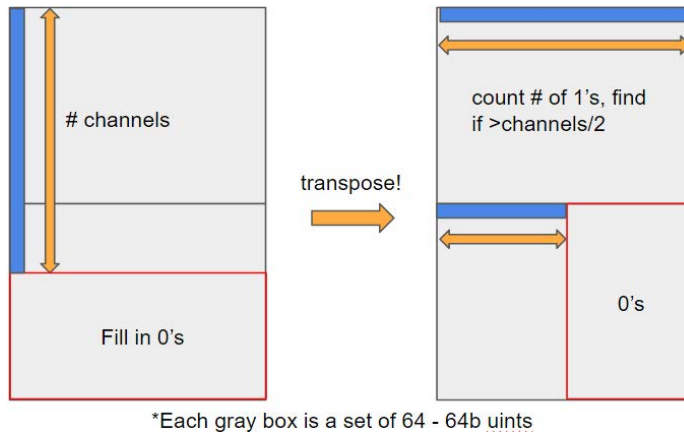 # channels
transpose!
count # of 1's, find
if >channels/2
Fill in 0's
0's
*Each gray box is a set of 64 - 64b uints